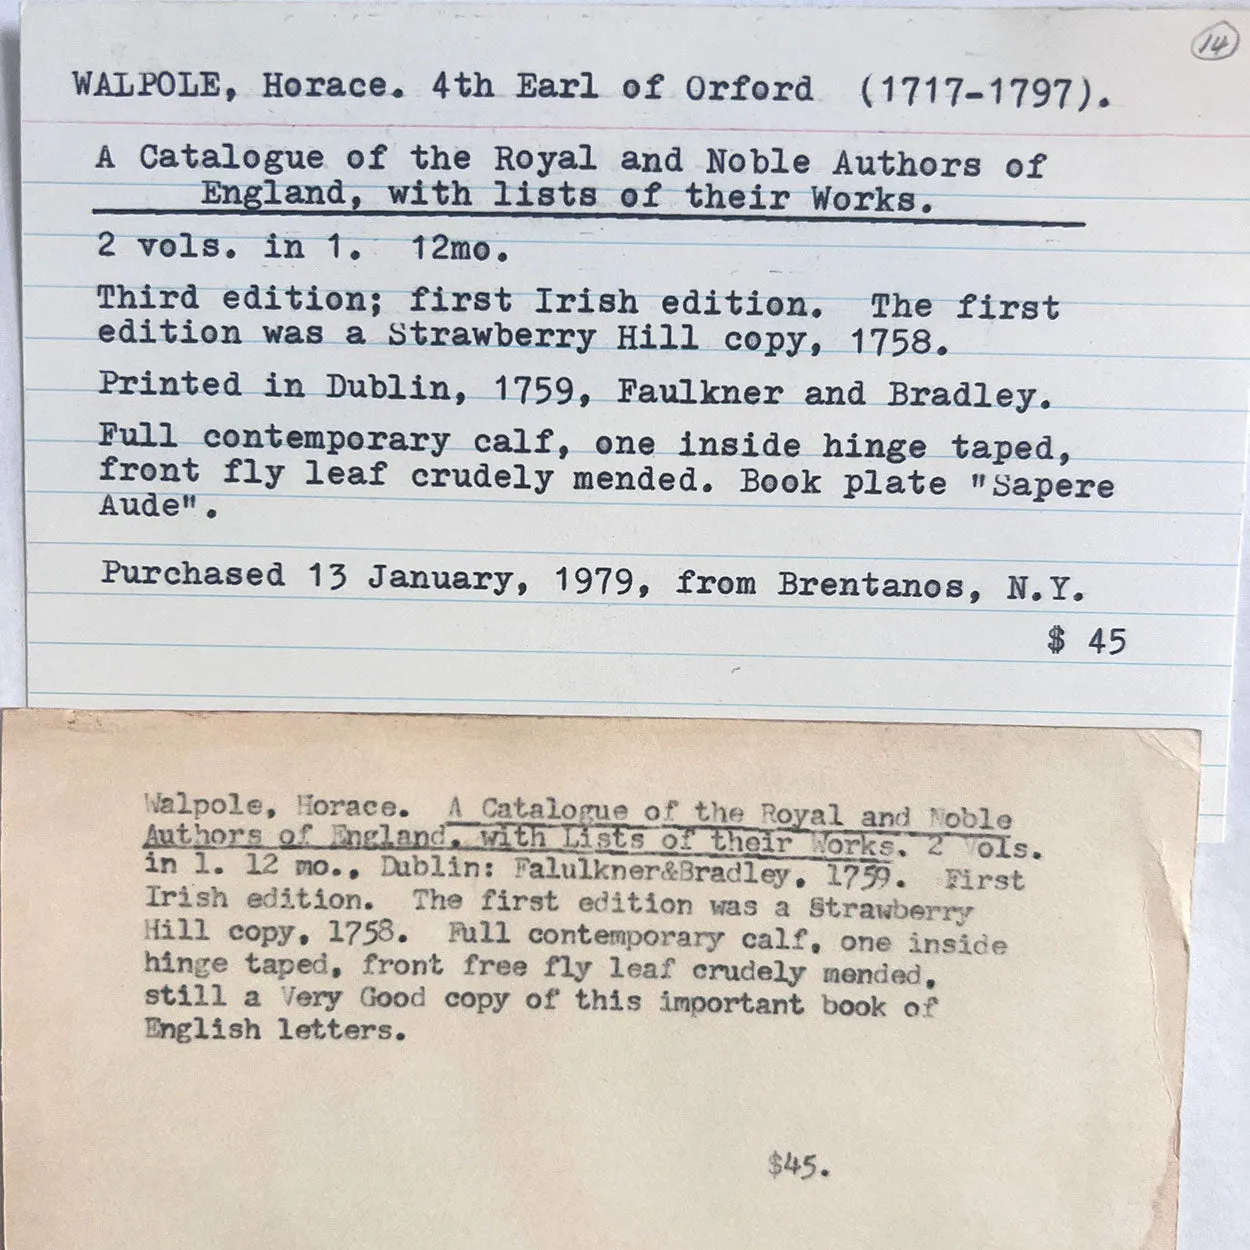 14
WALPOLE, Horace. 4th Earl of Orford (1717-1797).
A Catalogue of the Royal and Noble Authors of
England, with lists of their Works.
2 vols. in 1. 12mo.
Third edition; first Irish edition. The first
edition was a Strawberry Hill copy, 1758.
Printed in Dublin, 1759, Faulkner and Bradley.
Full contemporary calf, one inside hinge taped,
front fly leaf crudely mended. Book plate "Sapere
Aude".
Purchased 13 January, 1979, from Brentanos, N.Y.
$ 45
Walpole, Horace. A Catalogue of the Royal and Noble
Authors of England, with Lists of their Works. 2 Vols.
in 1. 12 mo., Dublin: Falulkner&Bradley, 1759. First
Irish edition. The first edition was a Strawberry
Hill copy, 1758. Full contemporary calf, one inside
hinge taped, front free fly leaf crudely mended,
still a Very Good copy of this important book of
English letters.
$45.